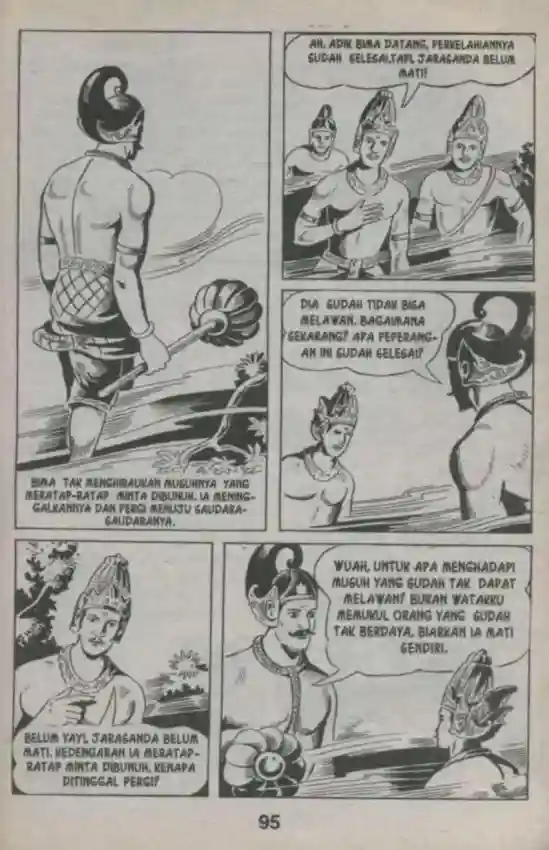 BIMA TAK MENGHIRAUKAN MUSUHNYA YANG
MERATAP-RATAP MINTA DIBUNUH. IA MENING-
GALKANNYA DAN PERGI MENUJU SAUDARA-
SAUDARANYA.
AH, ADIK BIMA DATANG, PERKELAHIANNYA
SUDAH SELESAI. TAPI, JARASANDA BELUM
MATI!
DIA SUDAH TIDAK BISA
MELAWAN. BAGAIMANA
SEKARANG? APA PEPERANG-
AN INI SUDAH SELESAI?
BELUM YAYI, JARASANDA BELUM
MATI. KEDENGARAN IA MERATAP-
RATAP MINTA DIBUNUH. KENAPA
DITINGGAL PERGI?
WUAH, UNTUK APA MENGHADAPI
MUSUH YANG SUDAH TAK DAPAT
MELAWAN? BUKAN WATAKKU
MEMUKUL ORANG YANG SUDAH
TAK BERDAYA. BIARKAN IA MATI
SENDIRI.
95